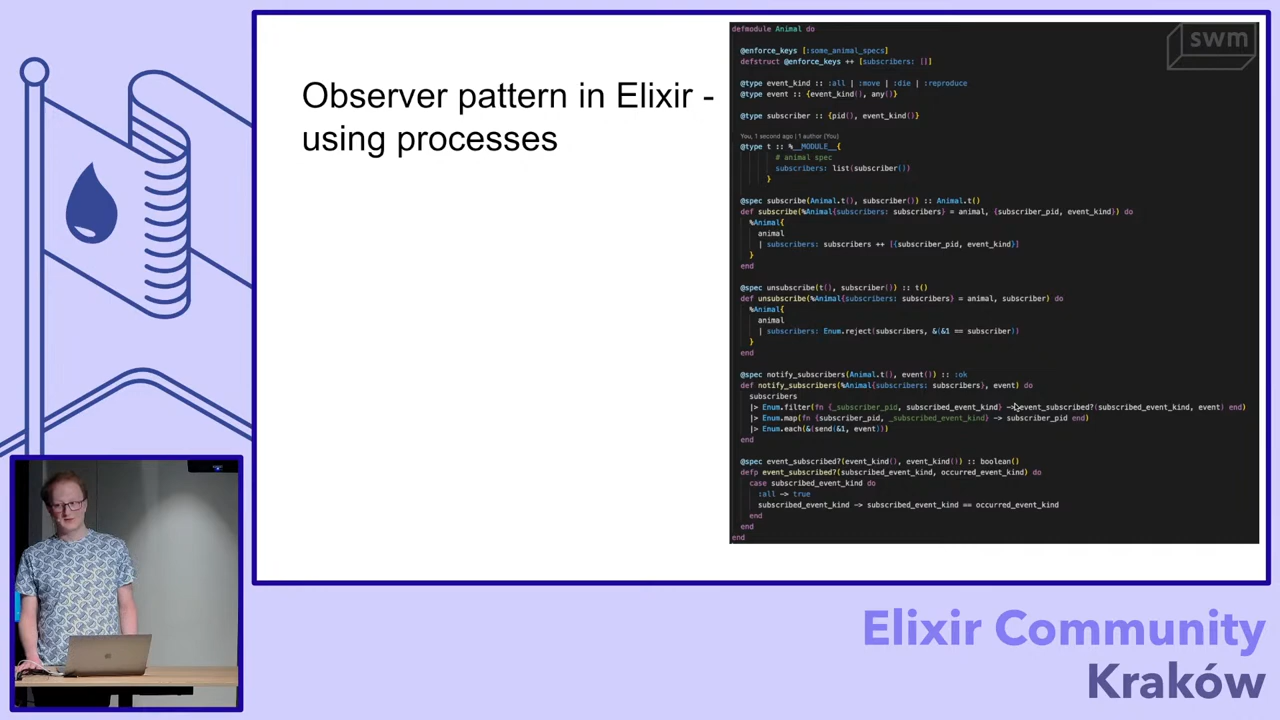 Observer pattern in Elixir -
using processes
swm
defmodule Animal do
@enforce_keys [:some_animal_specs]
defstruct @enforce_keys ++ [subscribers: []]
@type event_kind :: :all | :move | :die | :reproduce
@type event :: {event_kind(), any()}
@type subscriber :: {pid(), event_kind()}
You, 1 second ago | 1 author (You)
@type t :: %__MODULE__{
# animal spec
subscribers: list(subscriber())
}
@spec subscribe(Animal.t(), subscriber()) :: Animal.t()
def subscribe(%Animal{subscribers: subscribers} = animal, {subscriber_pid, event_kind}) do
%Animal{
animal
| subscribers: subscribers ++ [{subscriber_pid, event_kind}]
}
end
@spec unsubscribe(t(), subscriber()) :: t()
def unsubscribe(%Animal{subscribers: subscribers} = animal, subscriber) do
%Animal{
animal
| subscribers: Enum.reject(subscribers, &(&1 == subscriber))
}
end
@spec notify_subscribers(Animal.t(), event()) :: :ok
def notify_subscribers(%Animal{subscribers: subscribers}, event) do
subscribers
|> Enum.filter(fn {_subscriber_pid, subscribed_event_kind} -> event_subscribed?(subscribed_event_kind, event) end)
|> Enum.map(fn {subscriber_pid, _subscribed_event_kind} -> subscriber_pid end)
|> Enum.each(&(send(&1, event)))
end
@spec event_subscribed?(event_kind(), event_kind()) :: boolean()
defp event_subscribed?(subscribed_event_kind, occurred_event_kind) do
case subscribed_event_kind do
:all -> true
subscribed_event_kind -> subscribed_event_kind == occurred_event_kind
end
end
end
Elixir Community
Kraków